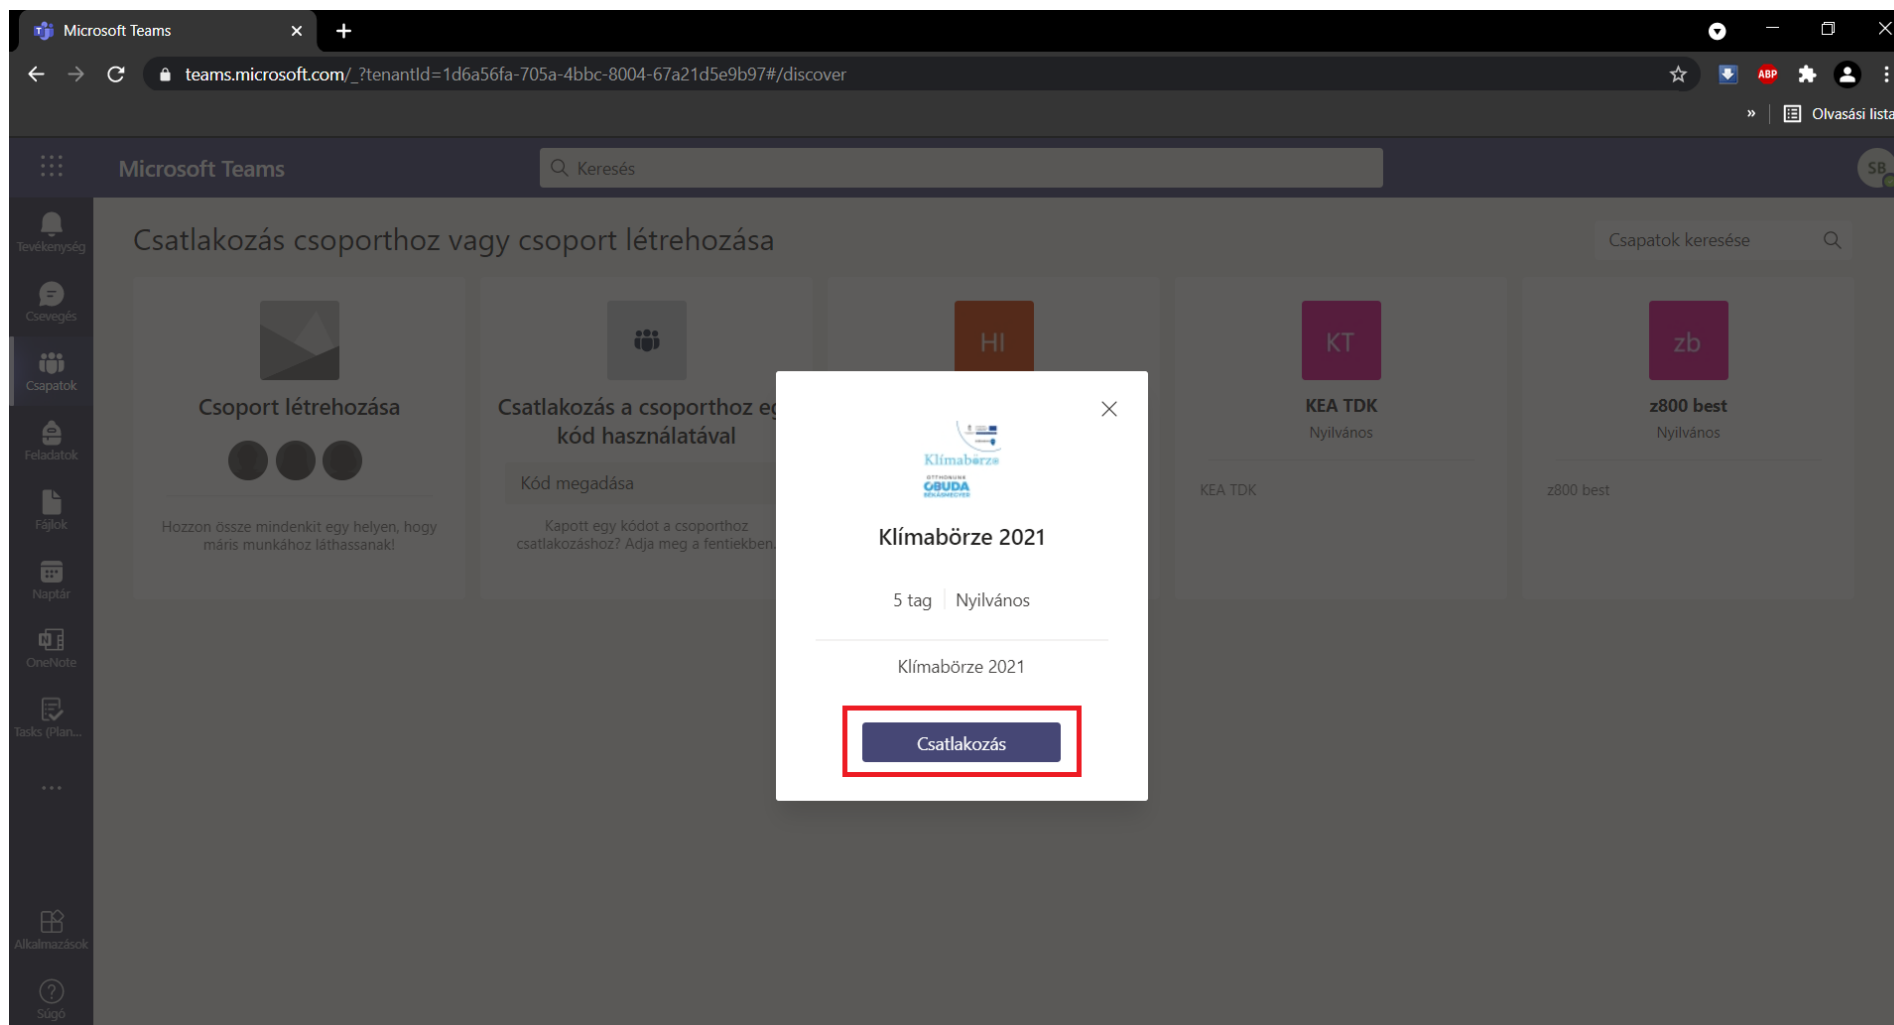 Microsoft Teams
teams.microsoft.com/_?tenantId=1d6a56fa-705a-4bbc-8004-67a21d5e9b97#/discover
ABP
» Olvasási lista
Microsoft Teams
Keresés
SB
Tevékenység
Csevegés
Csapatok
Feladatok
Fájlok
Naptár
OneNote
Tasks (Plan...
...
Alkalmazások
Súgó
Csatlakozás csoporthoz vagy csoport létrehozása
Csapatok keresése
Csoport létrehozása
Hozzon össze mindenkit egy helyen, hogy
máris munkához láthassanak!
Csatlakozás a csoporthoz
kód használatával
Kód megadása
Kapott egy kódot a csoporthoz
csatlakozáshoz? Adja meg a fentiekben.
HI
KT
KEA TDK
Nyilvános
KEA TDK
zb
z800 best
Nyilvános
z800 best
Klímabörze
OTTHONUNK
ÓBUDA
BÉKÁSMEGYER
Klímabörze 2021
5 tag Nyilvános
Klímabörze 2021
Csatlakozás